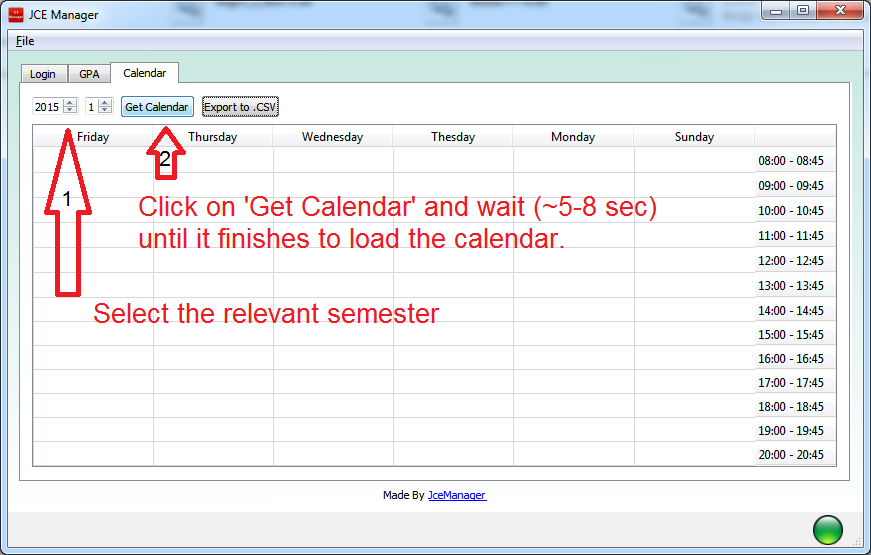 JCE Manager
File
Login GPA Calendar
2015 1 Get Calendar Export to .CSV
Friday Thursday Wednesday Thesday Monday Sunday
08:00 - 08:45
2
09:00 - 09:45
1
10:00 - 10:45
Click on 'Get Calendar' and wait (~5-8 sec)
11:00 - 11:45
until it finishes to load the calendar.
12:00 - 12:45
13:00 - 13:45
14:00 - 14:45
Select the relevant semester
15:00 - 15:45
16:00 - 16:45
17:00 - 17:45
18:00 - 18:45
19:00 - 19:45
20:00 - 20:45
Made By JceManager